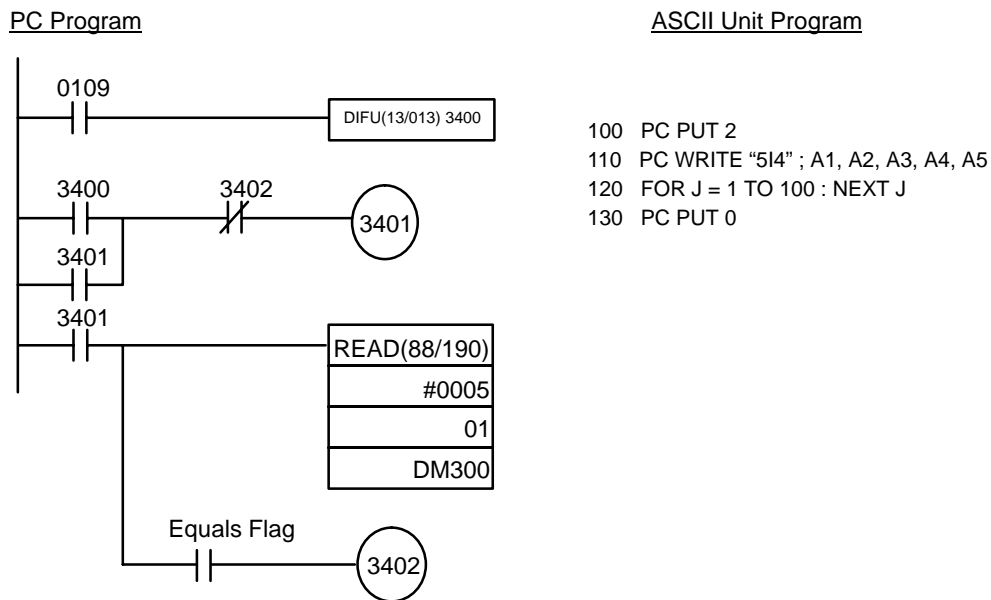 PC Program
ASCII Unit Program
0109
DIFU(13/013) 3400
100 PC PUT 2
110 PC WRITE “5I4” ; A1, A2, A3, A4, A5
120 FOR J = 1 TO 100 : NEXT J
130 PC PUT 0
3400
3402
3401
3401
3401
READ(88/190)
#0005
01
DM300
Equals Flag
3402